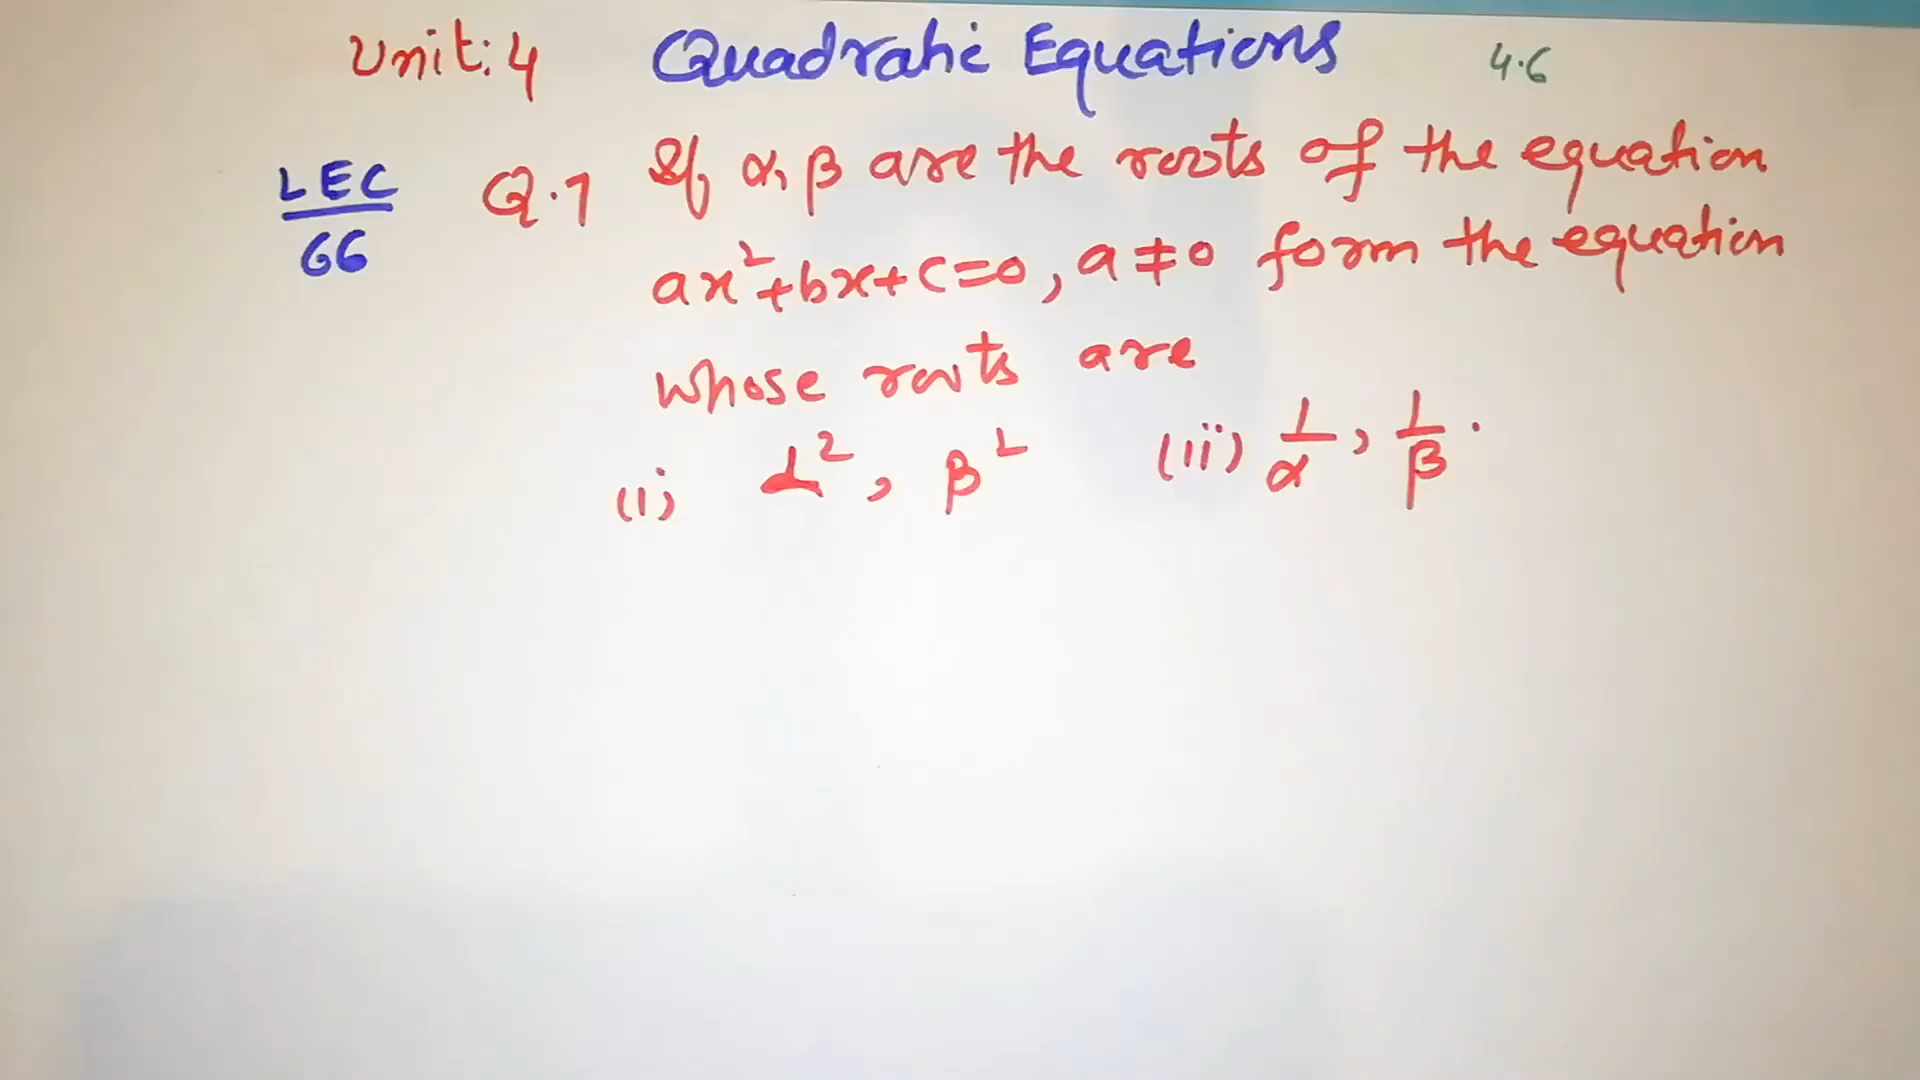 Unit: 4 Quadratic Equations 4.6
LEC
66
Q.7 If α, β are the roots of the equation
ax²+bx+c=0, a≠0 form the equation
whose roots are
(i) α², β² (ii) 1/α, 1/β.